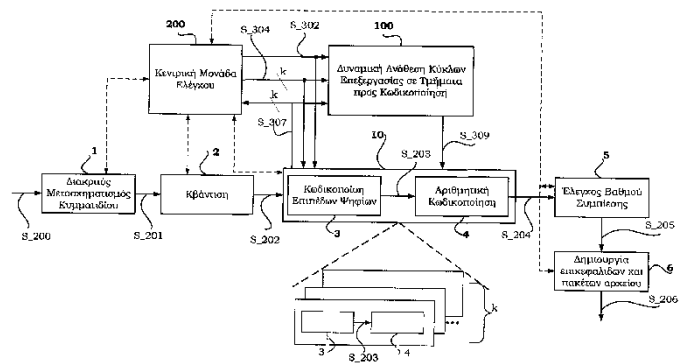 200
S_302
100
S_304
Κεντρική Μονάδα
Ελέγχου
k
k
Δυναμική Ανάθεση Κύκλων
Επεξεργασίας σε Τμήματα
προς Κωδικοποίηση
S_307
10
S_309
1
2
S_203
5
Διακριτός
Μετασχηματισμός
Κυματιδίου
Κβάντιση
Κωδικοποίηση
Επιπέδων Ψηφίων
Αριθμητική
Κωδικοποίηση
Έλεγχος Βαθμού
Συμπίεσης
S_200
S_201
S_202
3
4
S_204
S_205
Δημιουργία
επικεφαλίδων και
πακέτων αρχείου
6
S_206
k
3
S_203
4